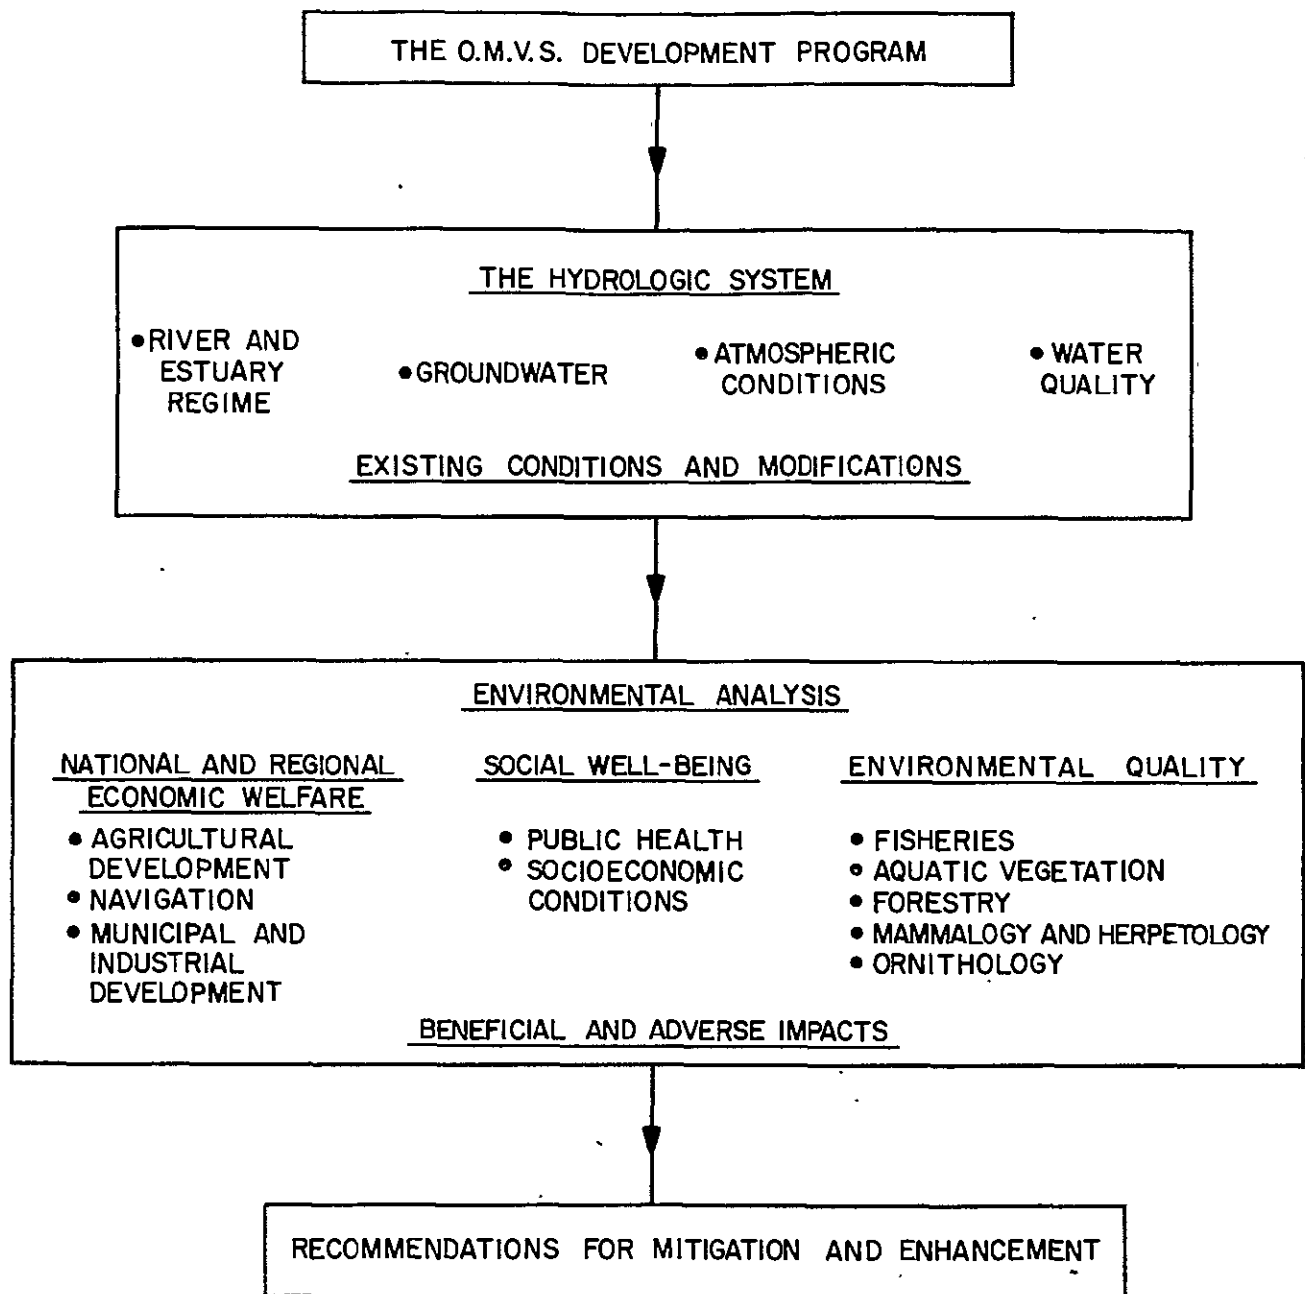 THE O.M.V.S. DEVELOPMENT PROGRAM
THE HYDROLOGIC SYSTEM
• RIVER AND
ESTUARY
REGIME
• GROUNDWATER
• ATMOSPHERIC
CONDITIONS
• WATER
QUALITY
EXISTING CONDITIONS AND MODIFICATIONS
ENVIRONMENTAL ANALYSIS
NATIONAL AND REGIONAL
ECONOMIC WELFARE
• AGRICULTURAL
DEVELOPMENT
• NAVIGATION
• MUNICIPAL AND
INDUSTRIAL
DEVELOPMENT
SOCIAL WELL-BEING
• PUBLIC HEALTH
• SOCIOECONOMIC
CONDITIONS
ENVIRONMENTAL QUALITY
• FISHERIES
• AQUATIC VEGETATION
• FORESTRY
• MAMMALOGY AND HERPETOLOGY
• ORNITHOLOGY
BENEFICIAL AND ADVERSE IMPACTS
RECOMMENDATIONS FOR MITIGATION AND ENHANCEMENT